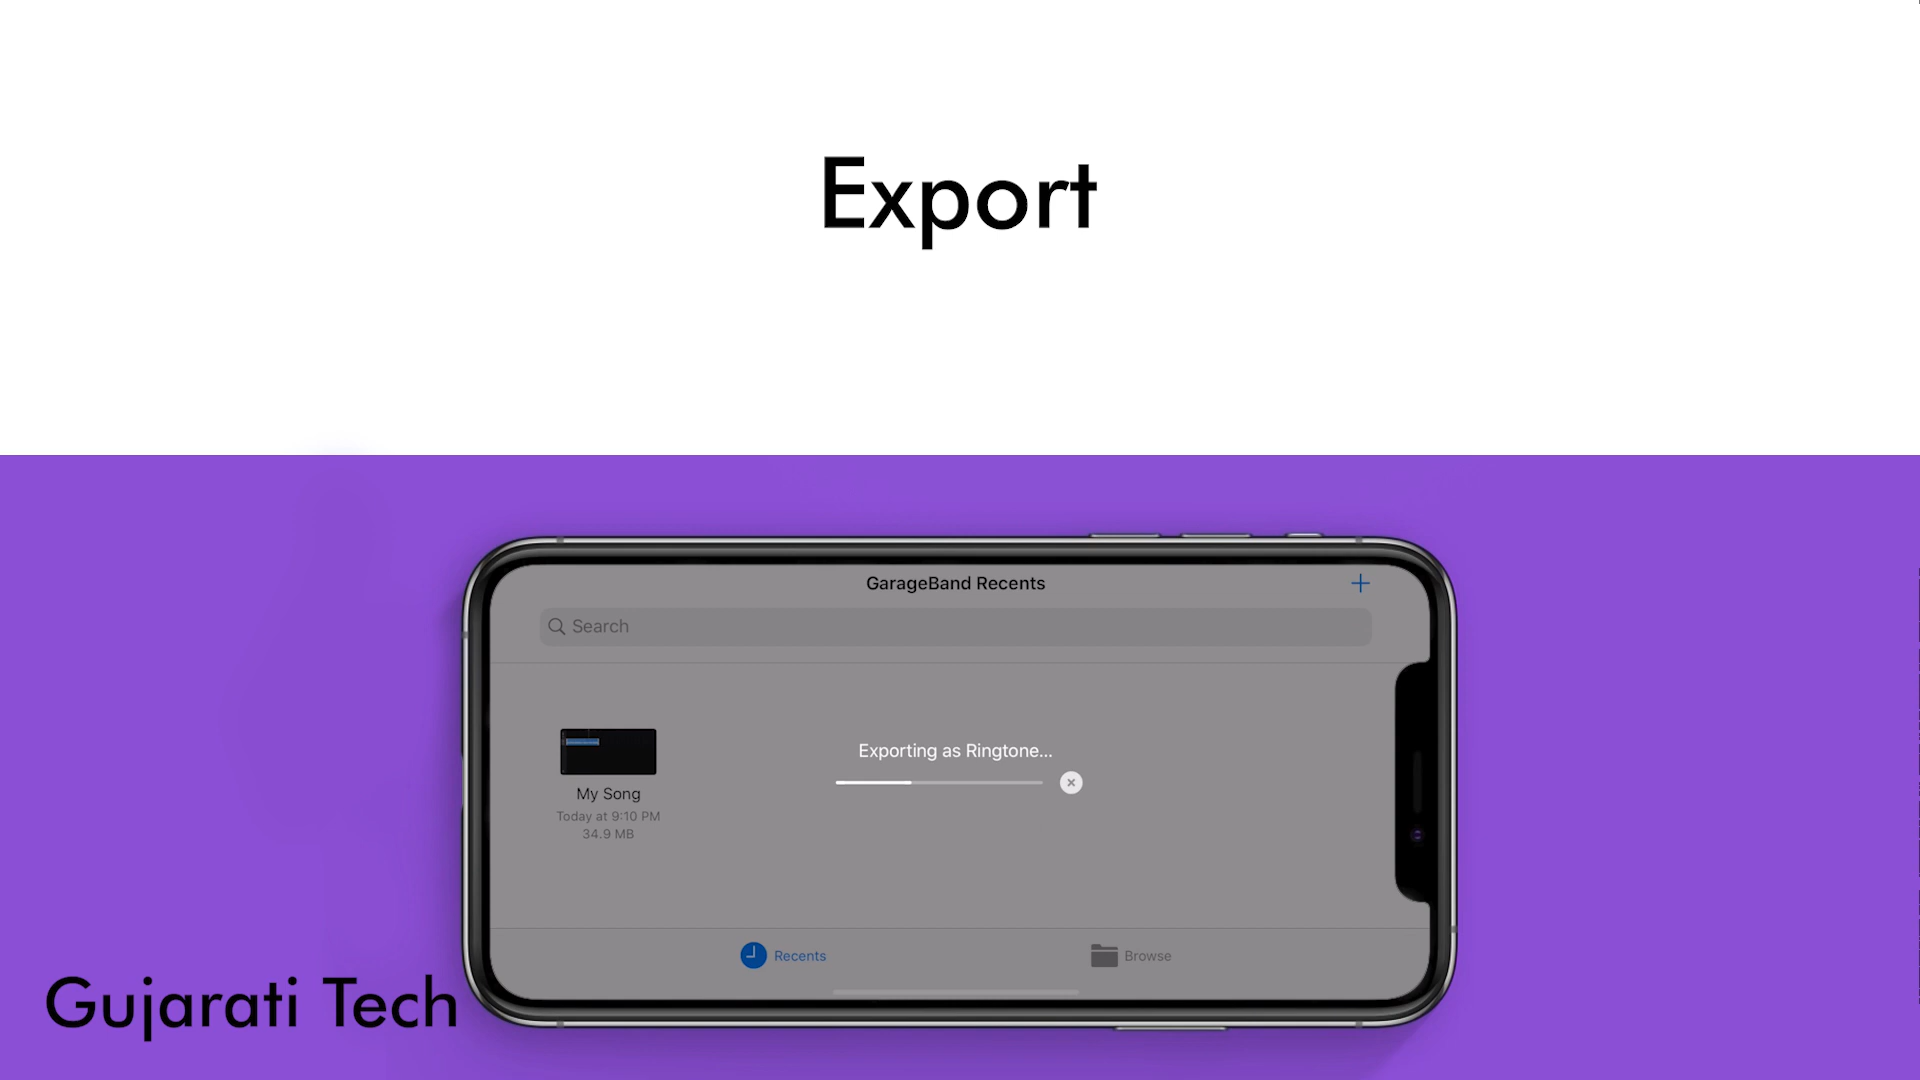 Export
GarageBand Recents
Search
Exporting as Ringtone...
My Song
Today at 9:10 PM
34.9 MB
Recents
Browse
Gujarati Tech